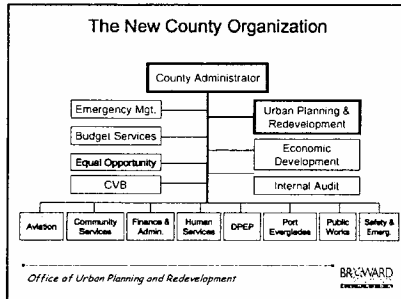 The New County Organization
County Administrator
Emergency Mgt.
Urban Planning &
Redevelopment
Budget Services
Economic
Development
Equal Opportunity
CVB
Internal Audit
Aviation
Community
Services
Finance &
Admin.
Human
Services
DPEP
Port
Everglades
Public
Works
Safety &
Emerg.
Office of Urban Planning and Redevelopment
BROWARD